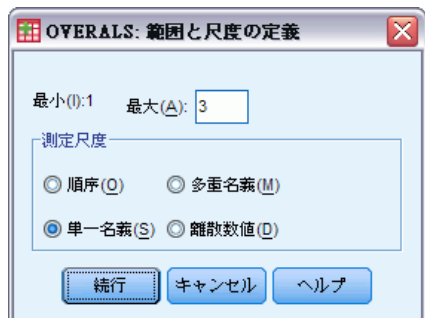 OVERALS: 範囲と尺度の定義
最小(I):1 最大(A): 3
測定尺度
順序(O) 多重名義(M)
単一名義(S) 離散数値(D)
続行 キャンセル ヘルプ